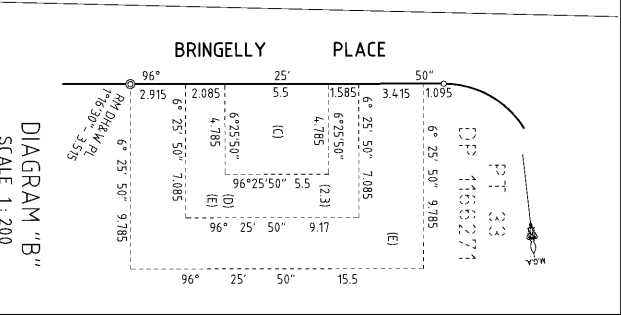 BRINGELLY PLACE
96° 25' 50"
2.915 2.085 5.5 1.585 3.415 1.095
RM DH&W PL
1°16'30" - 3.515
6° 25' 50" 9.785
6° 25' 50" 7.085
6°25'50"
4.785
(C)
4.785
6°25'50"
6° 25' 50" 7.085
6° 25' 50" 9.785
96°25'50" 5.5
(E)
(D)
(2.3)
96° 25' 50" 9.17
(E)
96° 25' 50" 15.5
PT 33
DP 1166271
M.G.A.
DIAGRAM "B"
SCALE 1:200